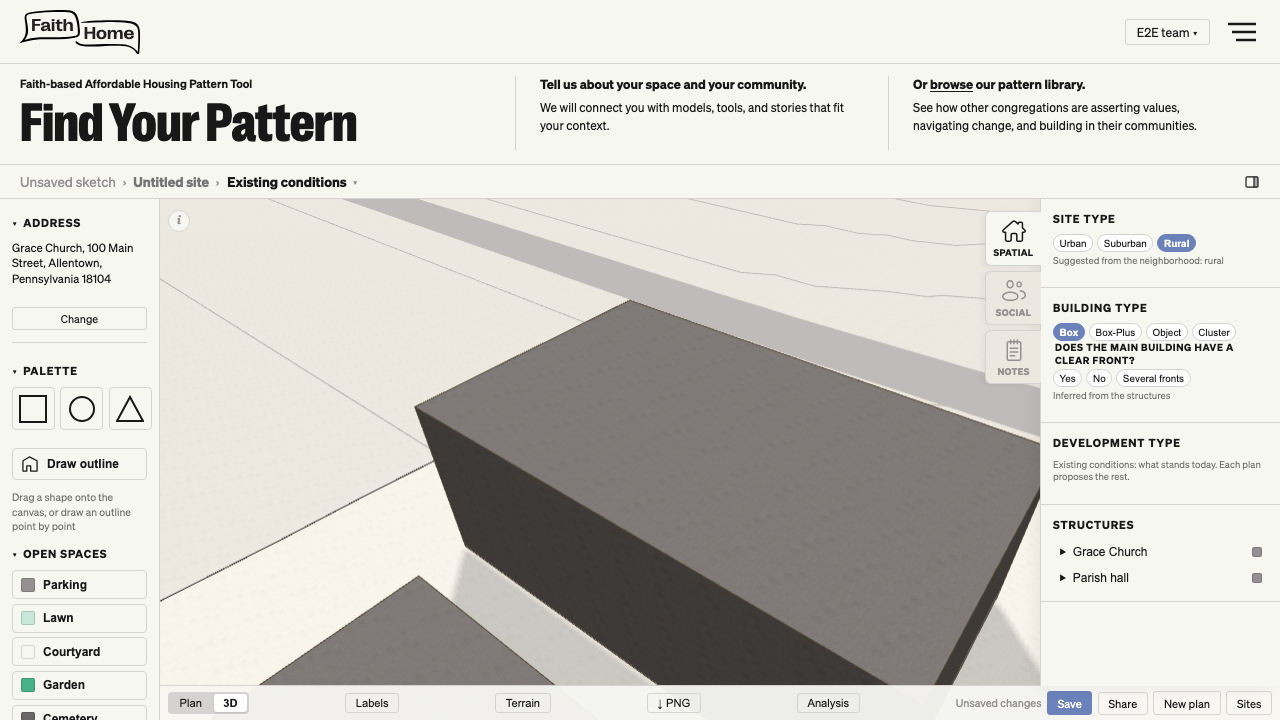 Faith
Home
E2E team ▾
Faith-based Affordable Housing Pattern Tool
Find Your Pattern
Tell us about your space and your community.
We will connect you with models, tools, and stories that fit
your context.
Or browse our pattern library.
See how other congregations are asserting values,
navigating change, and building in their communities.
Unsaved sketch › Untitled site › Existing conditions ▾
▾ ADDRESS
Grace Church, 100 Main
Street, Allentown,
Pennsylvania 18104
Change
▾ PALETTE
Draw outline
Drag a shape onto the
canvas, or draw an outline
point by point
▾ OPEN SPACES
Parking
Lawn
Courtyard
Garden
Cemetery
i
SPATIAL
SOCIAL
NOTES
SITE TYPE
Urban Suburban Rural
Suggested from the neighborhood: rural
BUILDING TYPE
Box Box-Plus Object Cluster
DOES THE MAIN BUILDING HAVE A
CLEAR FRONT?
Yes No Several fronts
Inferred from the structures
DEVELOPMENT TYPE
Existing conditions: what stands today. Each plan
proposes the rest.
STRUCTURES
▶ Grace Church
▶ Parish hall
Plan 3D Labels Terrain ↓ PNG Analysis Unsaved changes Save Share New plan Sites